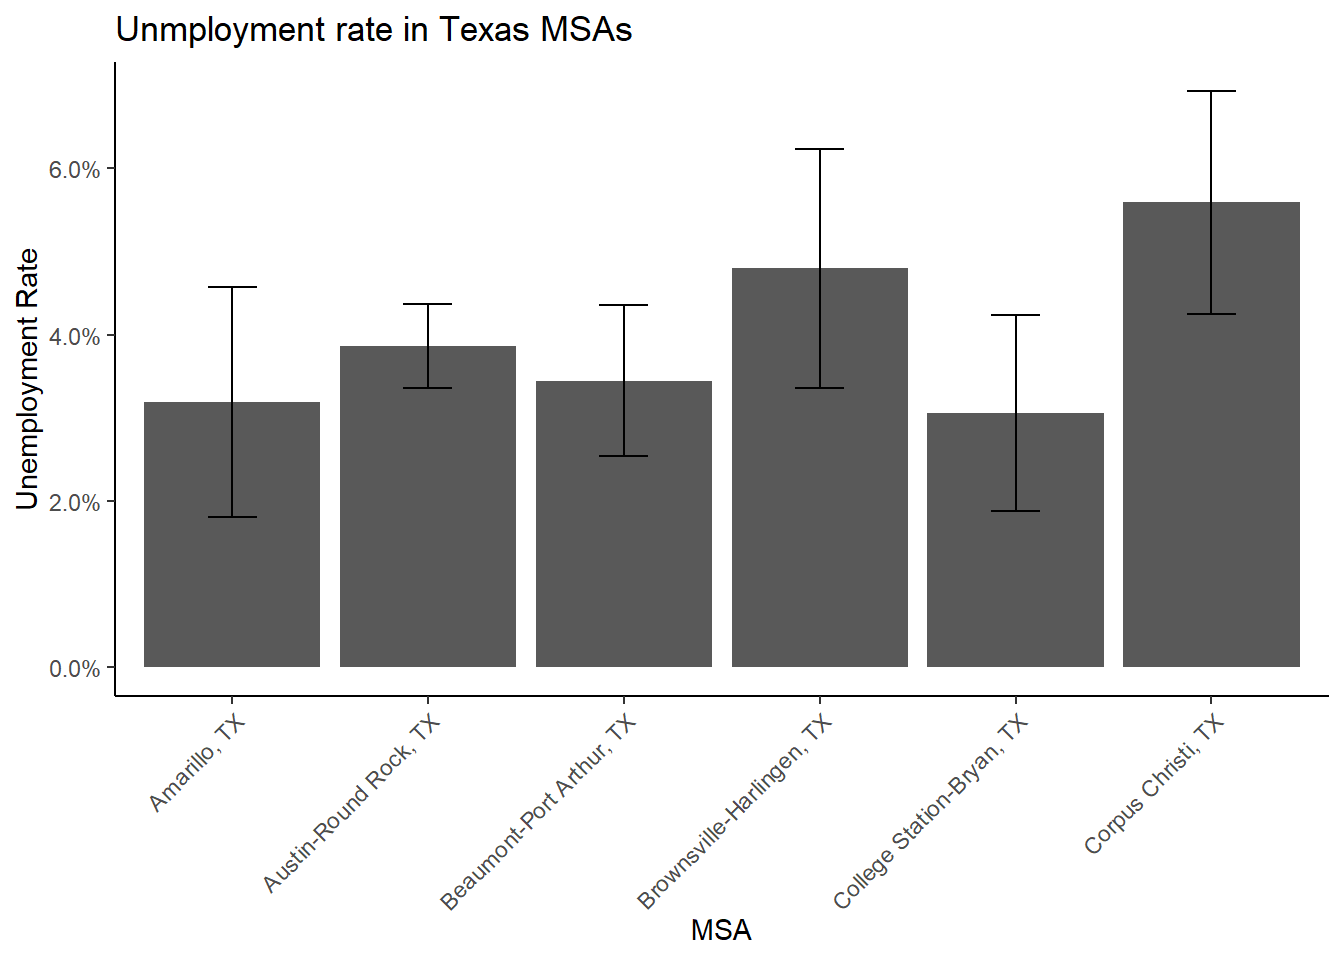 Unmployment rate in Texas MSAs
Unemployment Rate
6.0%
4.0%
2.0%
0.0%
Amarillo, TX
Austin-Round Rock, TX
Beaumont-Port Arthur, TX
Brownsville-Harlingen, TX
College Station-Bryan, TX
Corpus Christi, TX
MSA